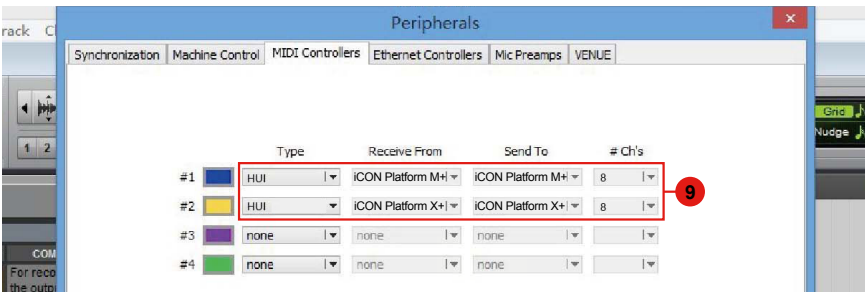 Peripherals
rack
Synchronization Machine Control MIDI Controllers Ethernet Controllers Mic Preamps VENUE
Grid
Nudge
1 2
Type Receive From Send To # Ch's
#1 HUI iCON Platform M+ iCON Platform M+ 8
9
#2 HUI iCON Platform X+ iCON Platform X+ 8
#3 none none none
#4 none none none
COM
For reco
the outpu